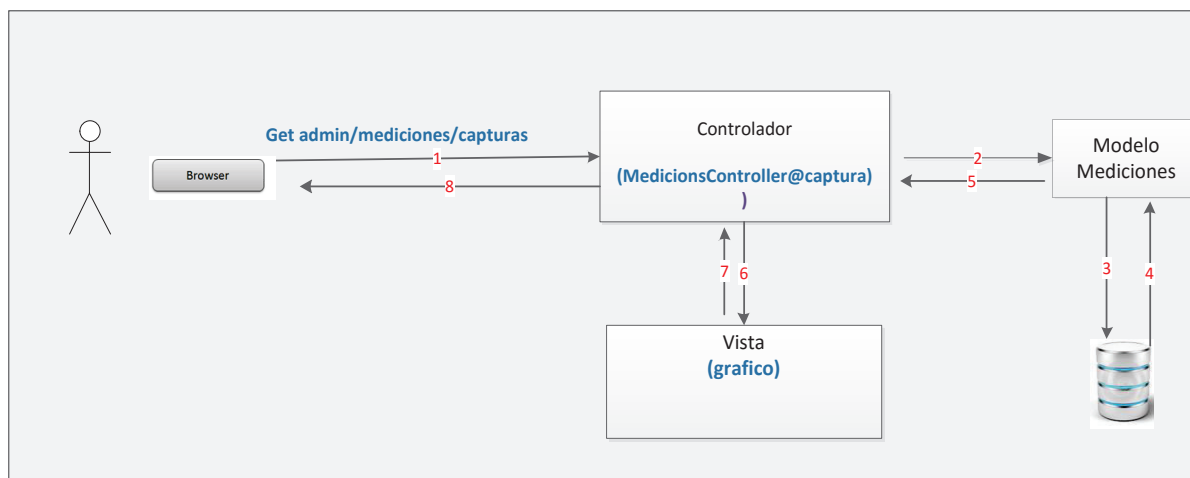 Get admin/mediciones/capturas
1
8
Browser
Controlador
(MedicionsController@captura)
)
2
5
Modelo
Mediciones
3
4
7
6
Vista
(grafico)